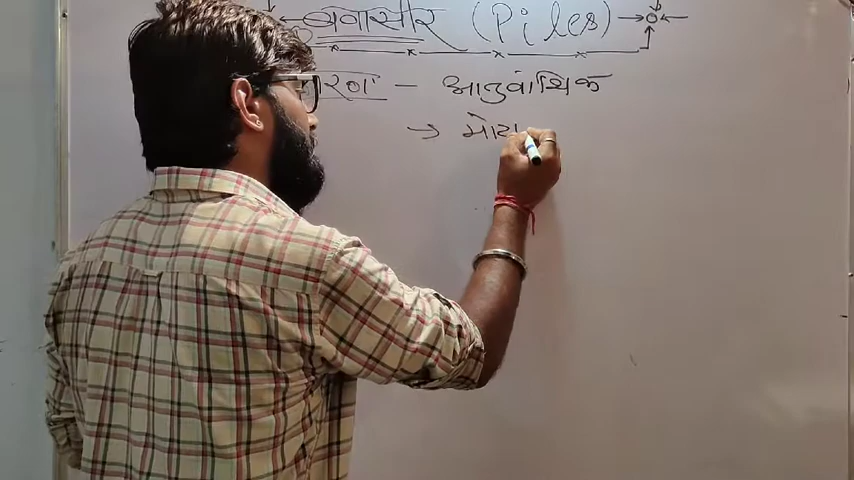 बवासीर (Piles)
रण - आनुवांशिक
→ मोटा